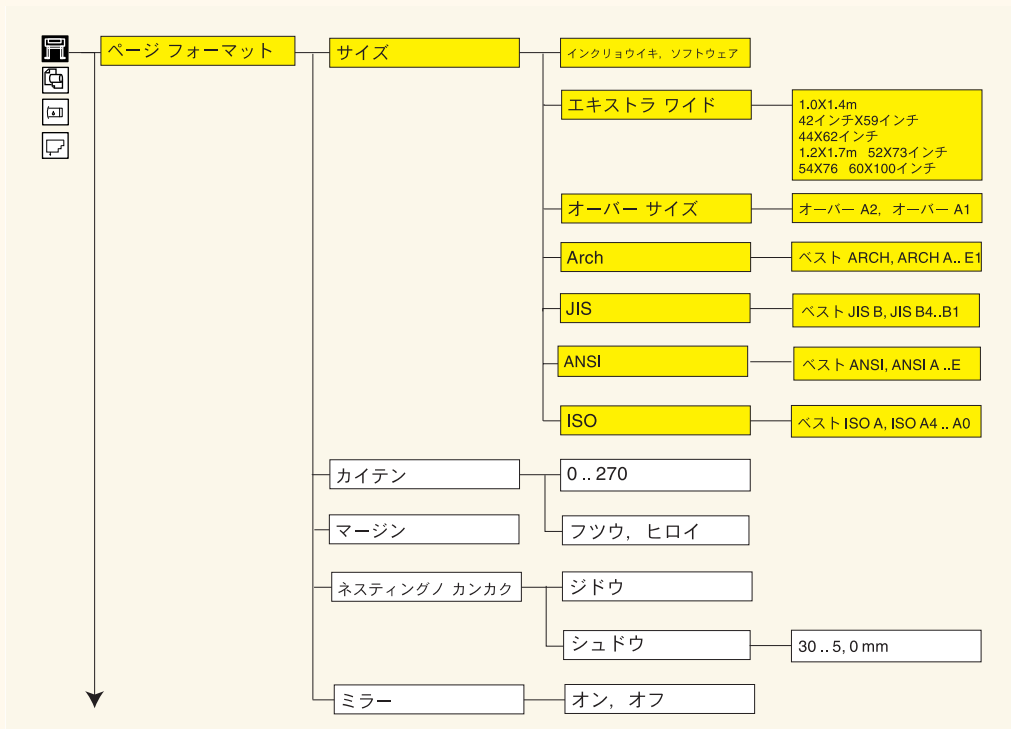 ページ フォーマット
サイズ
インクリョウイキ, ソフトウェア
エキストラ ワイド
1.0X1.4m
42インチX59インチ
44X62インチ
1.2X1.7m 52X73インチ
54X76 60X100インチ
オーバー サイズ
オーバー A2, オーバー A1
Arch
ベスト ARCH, ARCH A.. E1
JIS
ベスト JIS B, JIS B4..B1
ANSI
ベスト ANSI, ANSI A ..E
ISO
ベスト ISO A, ISO A4 .. A0
カイテン
0 .. 270
マージン
フツウ, ヒロイ
ネスティングノ カンカク
ジドウ
シュドウ
30 .. 5, 0 mm
ミラー
オン, オフ